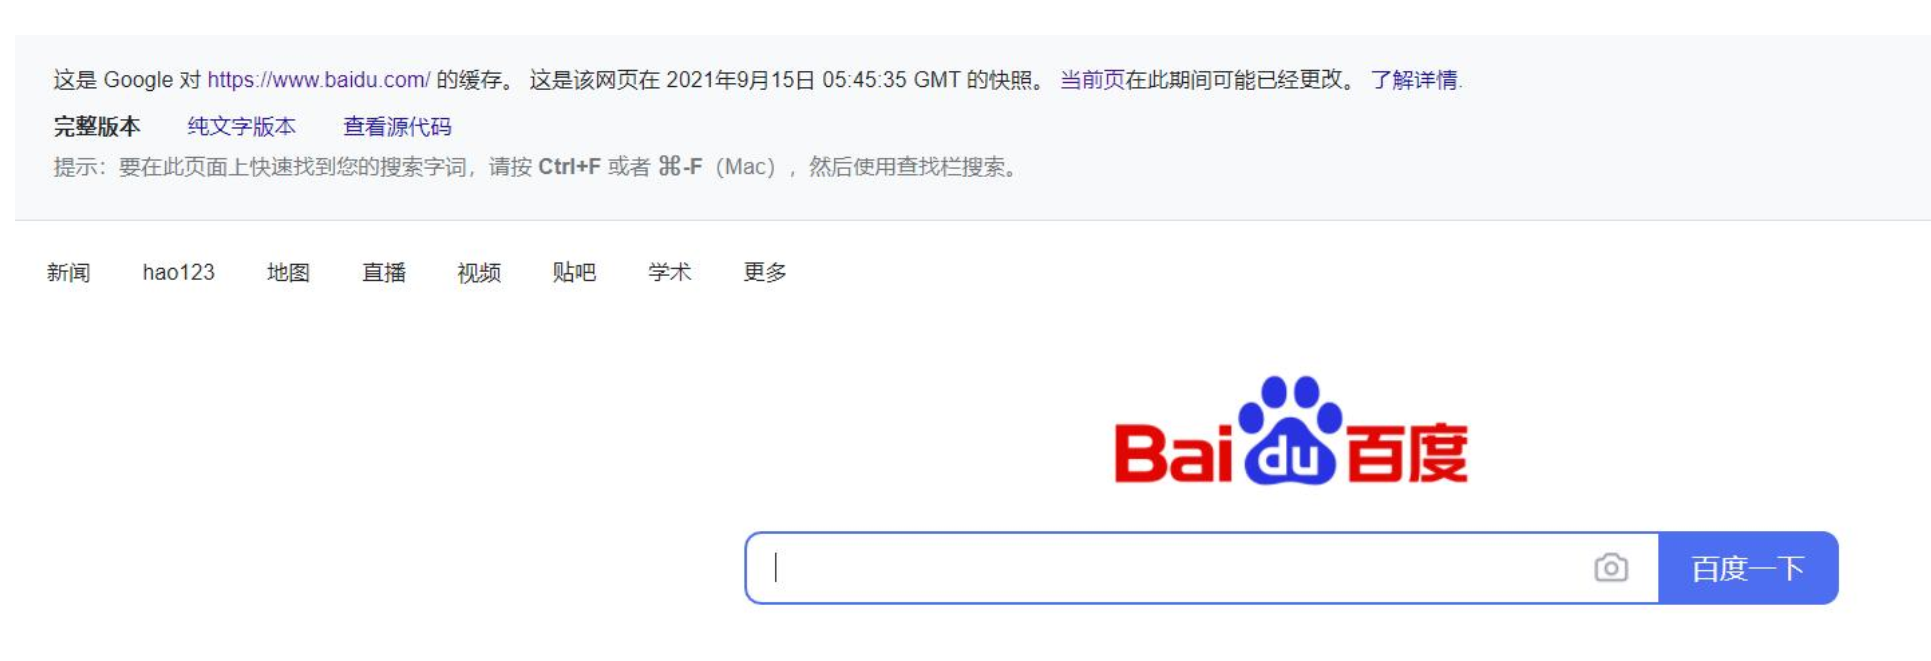 这是 Google 对 https://www.baidu.com/ 的缓存。 这是该网页在 2021年9月15日 05:45:35 GMT 的快照。 当前页在此期间可能已经更改。 了解详情.
完整版本 纯文字版本 查看源代码
提示：要在此页面上快速找到您的搜索字词，请按 Ctrl+F 或者 ⌘-F（Mac），然后使用查找栏搜索。
新闻 hao123 地图 直播 视频 贴吧 学术 更多
Bai du 百度
百度一下